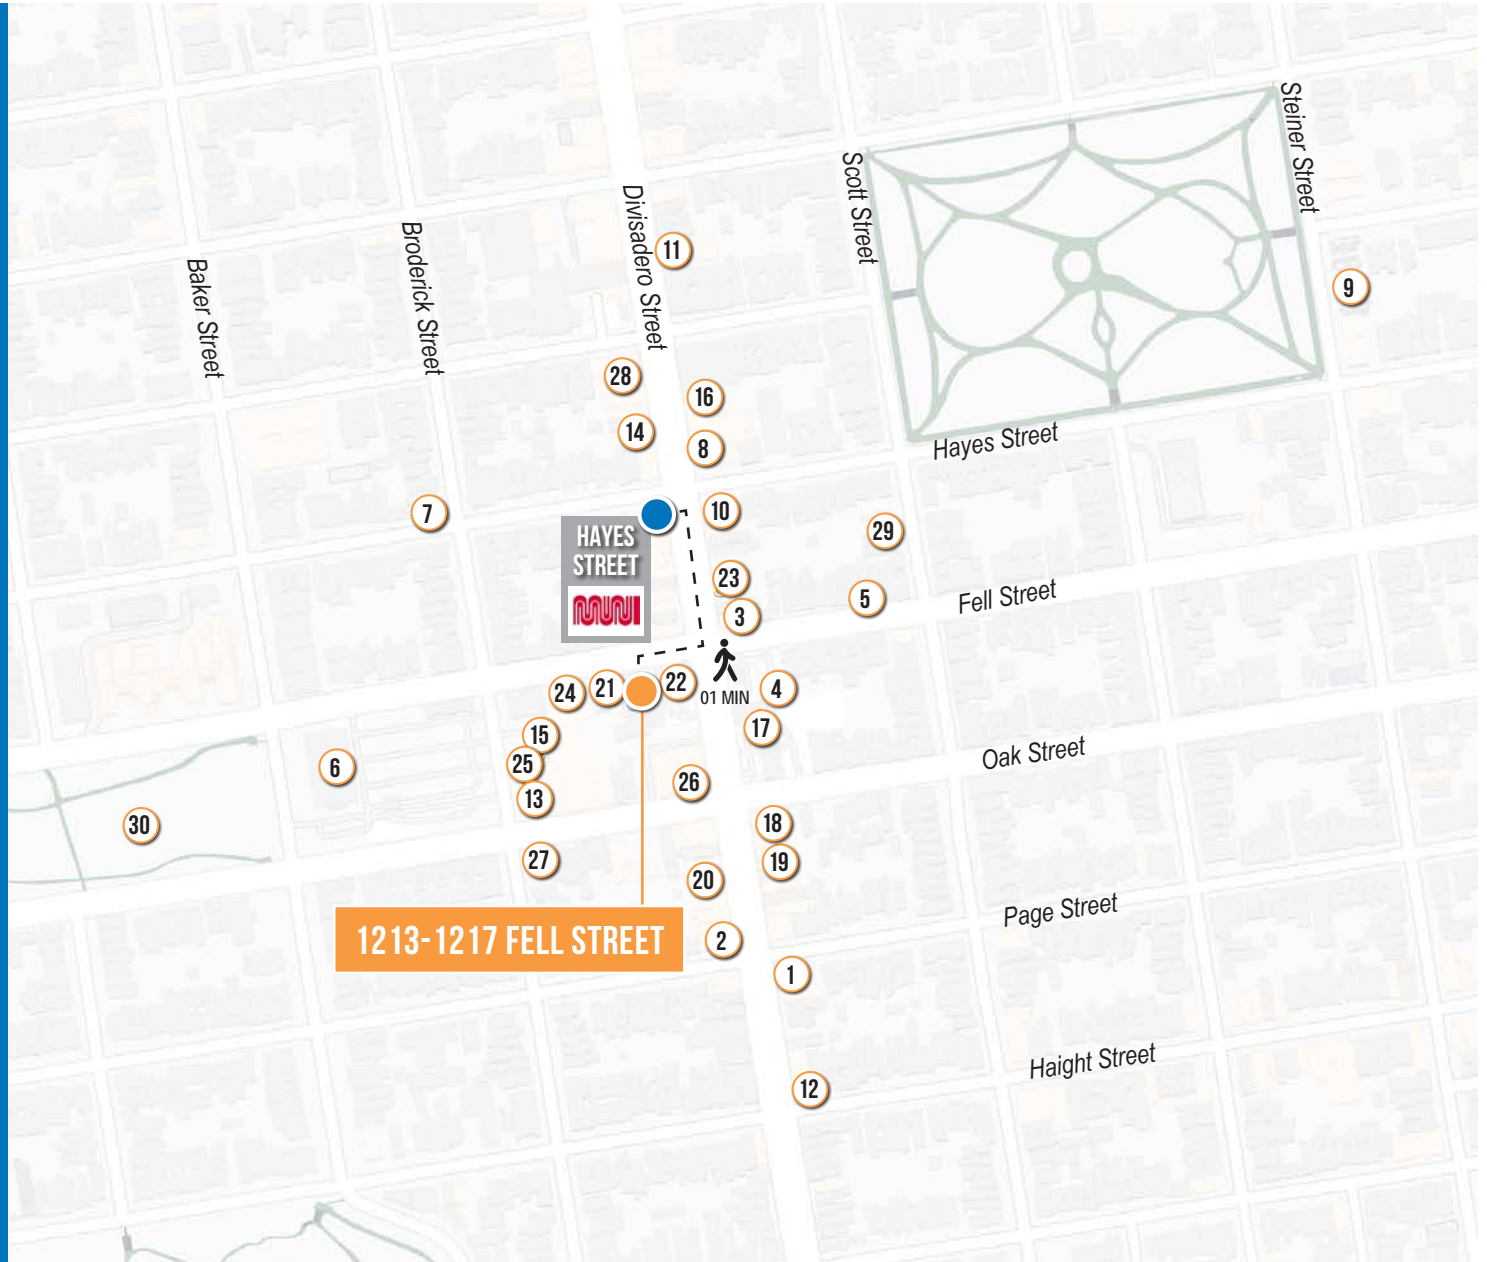 Steiner Street
Scott Street
Divisadero Street
11
Broderick Street
Baker Street
9
28
16
14
Hayes Street
8
7
10
HAYES
STREET
muni
29
23
3
5
Fell Street
24
21
22
01 MIN
4
15
17
25
6
Oak Street
26
13
30
18
27
19
20
Page Street
1213-1217 FELL STREET
2
1
Haight Street
12